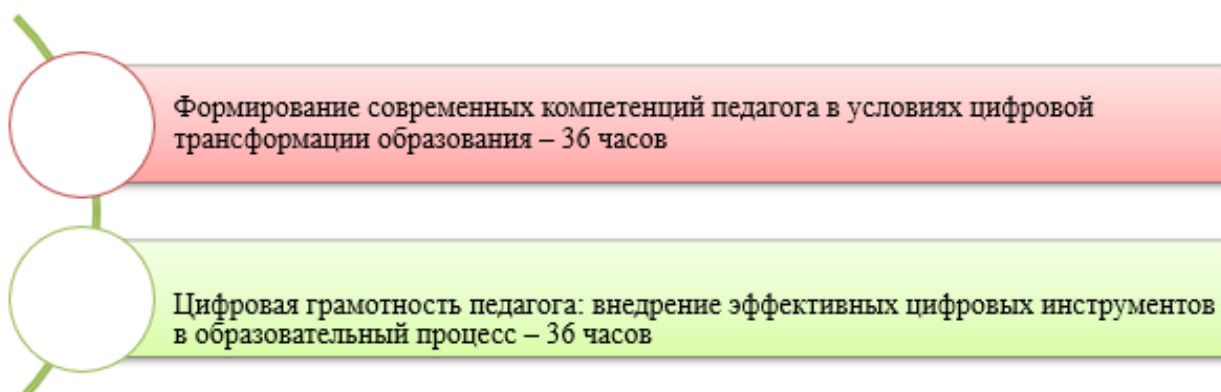 Формирование современных компетенций педагога в условиях цифровой
трансформации образования – 36 часов
Цифровая грамотность педагога: внедрение эффективных цифровых инструментов
в образовательный процесс – 36 часов